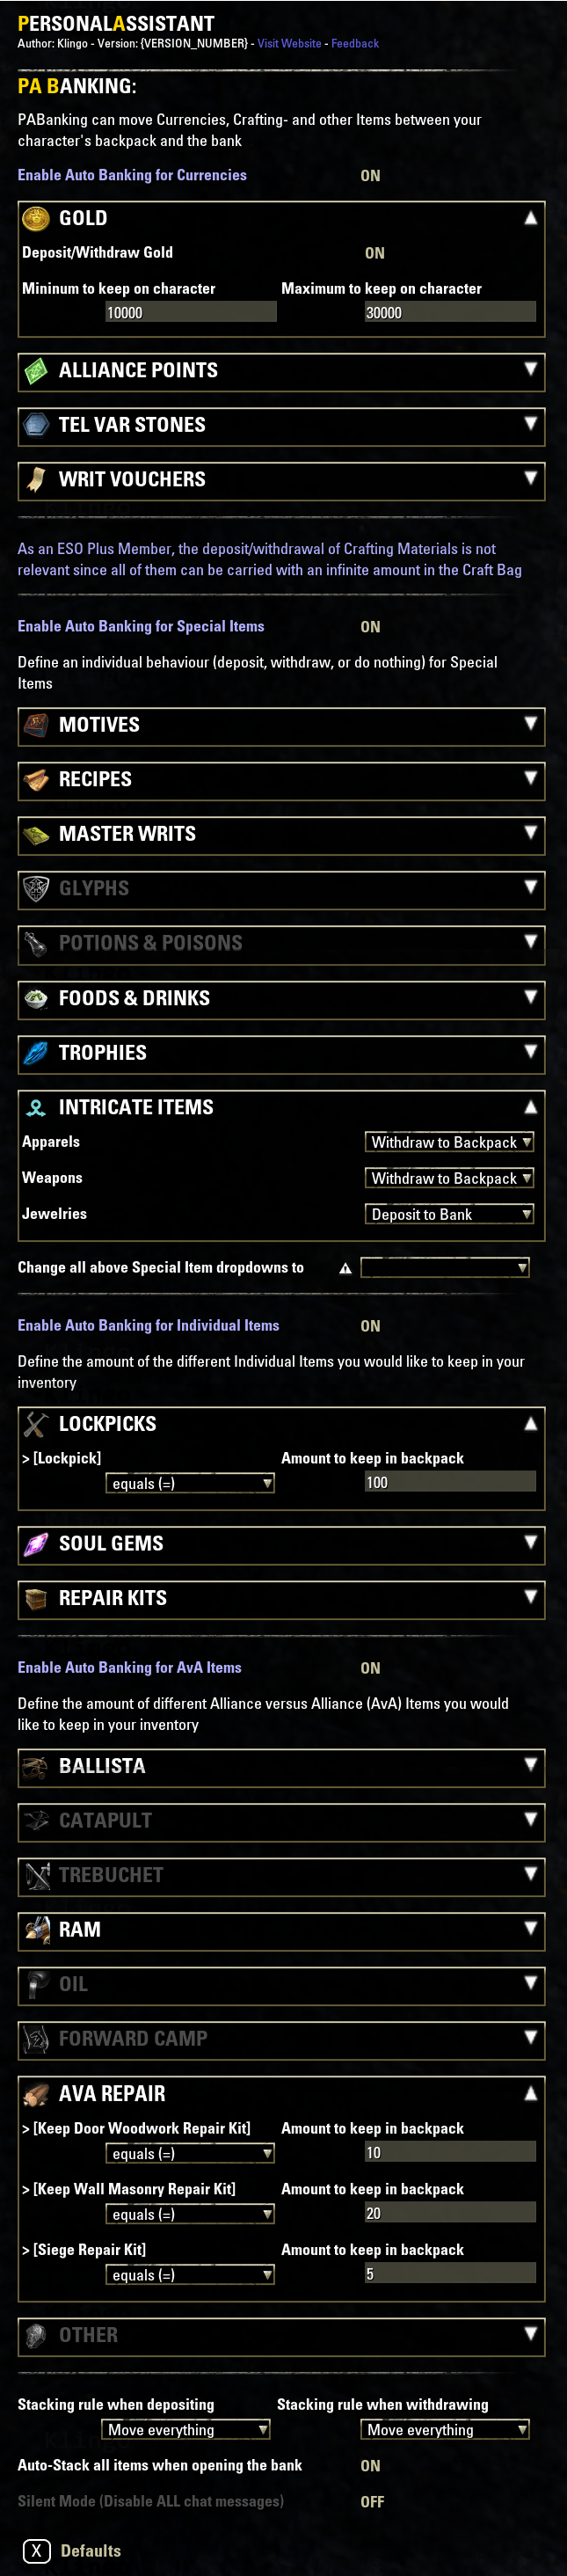 PERSONALASSISTANT
Author: Klingo - Version: {VERSION_NUMBER} - Visit Website - Feedback
PA BANKING:
PABanking can move Currencies, Crafting- and other Items between your
character's backpack and the bank
Enable Auto Banking for Currencies ON
GOLD
Deposit/Withdraw Gold ON
Mininum to keep on character Maximum to keep on character
10000 30000
ALLIANCE POINTS
TEL VAR STONES
WRIT VOUCHERS
As an ESO Plus Member, the deposit/withdrawal of Crafting Materials is not
relevant since all of them can be carried with an infinite amount in the Craft Bag
Enable Auto Banking for Special Items ON
Define an individual behaviour (deposit, withdraw, or do nothing) for Special
Items
MOTIVES
RECIPES
MASTER WRITS
GLYPHS
POTIONS & POISONS
FOODS & DRINKS
TROPHIES
INTRICATE ITEMS
Apparels Withdraw to Backpack
Weapons Withdraw to Backpack
Jewelries Deposit to Bank
Change all above Special Item dropdowns to
Enable Auto Banking for Individual Items ON
Define the amount of the different Individual Items you would like to keep in your
inventory
LOCKPICKS
> [Lockpick] Amount to keep in backpack
equals (=) 100
SOUL GEMS
REPAIR KITS
Enable Auto Banking for AvA Items ON
Define the amount of different Alliance versus Alliance (AvA) Items you would
like to keep in your inventory
BALLISTA
CATAPULT
TREBUCHET
RAM
OIL
FORWARD CAMP
AVA REPAIR
> [Keep Door Woodwork Repair Kit] Amount to keep in backpack
equals (=) 10
> [Keep Wall Masonry Repair Kit] Amount to keep in backpack
equals (=) 20
> [Siege Repair Kit] Amount to keep in backpack
equals (=) 5
OTHER
Stacking rule when depositing Stacking rule when withdrawing
Move everything Move everything
Auto-Stack all items when opening the bank ON
Silent Mode (Disable ALL chat messages) OFF
X Defaults